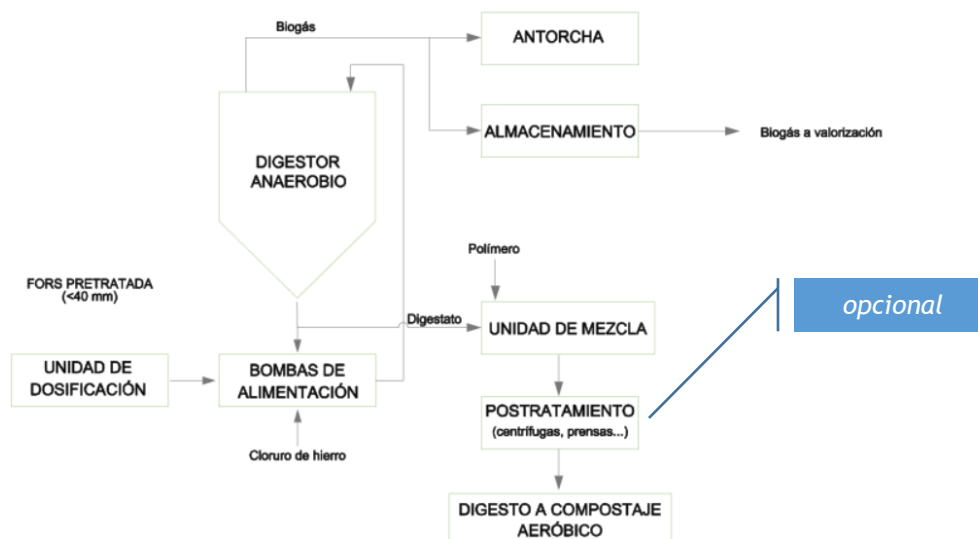 Biogás
ANTORCHA
ALMACENAMIENTO
Biogás a valorización
DIGESTOR
ANAEROBIO
Polímero
FORS PRETRATADA
(<40 mm)
opcional
Digestato
UNIDAD DE MEZCLA
UNIDAD DE
DOSIFICACIÓN
BOMBAS DE
ALIMENTACIÓN
POSTRATAMIENTO
(centrífugas, prensas...)
Cloruro de hierro
DIGESTO A COMPOSTAJE
AERÓBICO